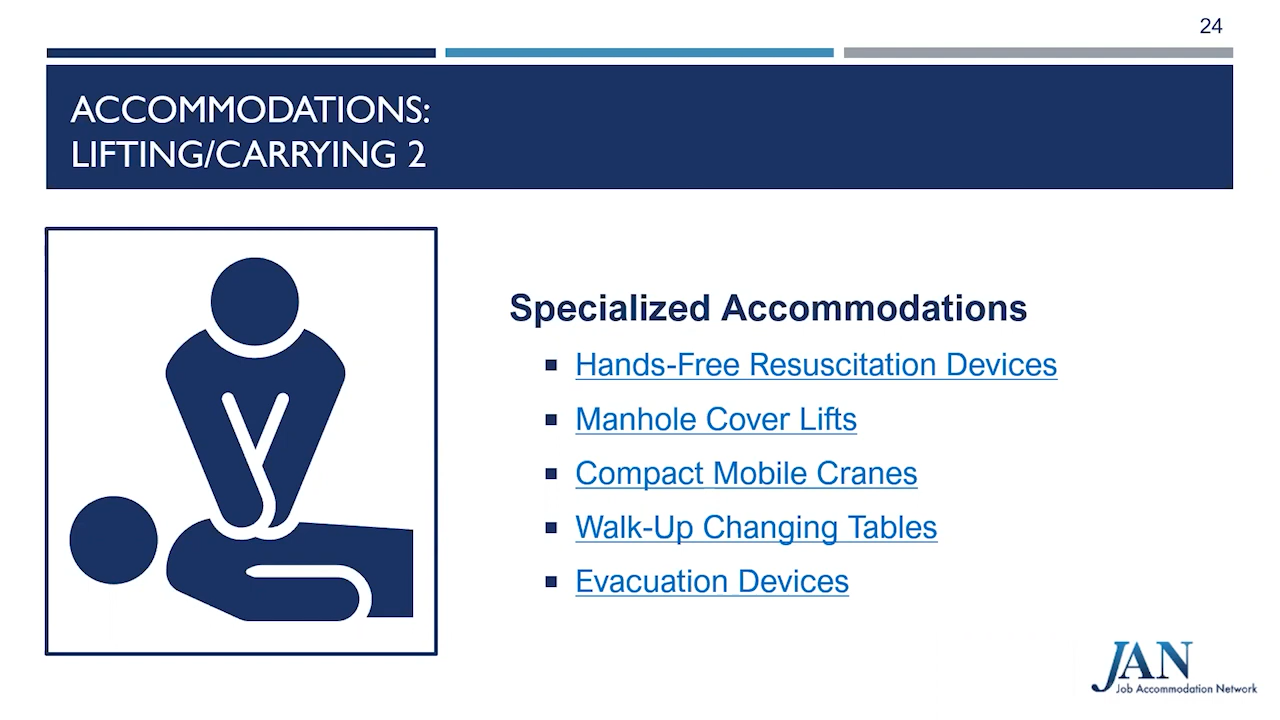 24
ACCOMMODATIONS:
LIFTING/CARRYING 2
Specialized Accommodations
Hands-Free Resuscitation Devices
Manhole Cover Lifts
Compact Mobile Cranes
Walk-Up Changing Tables
Evacuation Devices
JAN
Job Accommodation Network